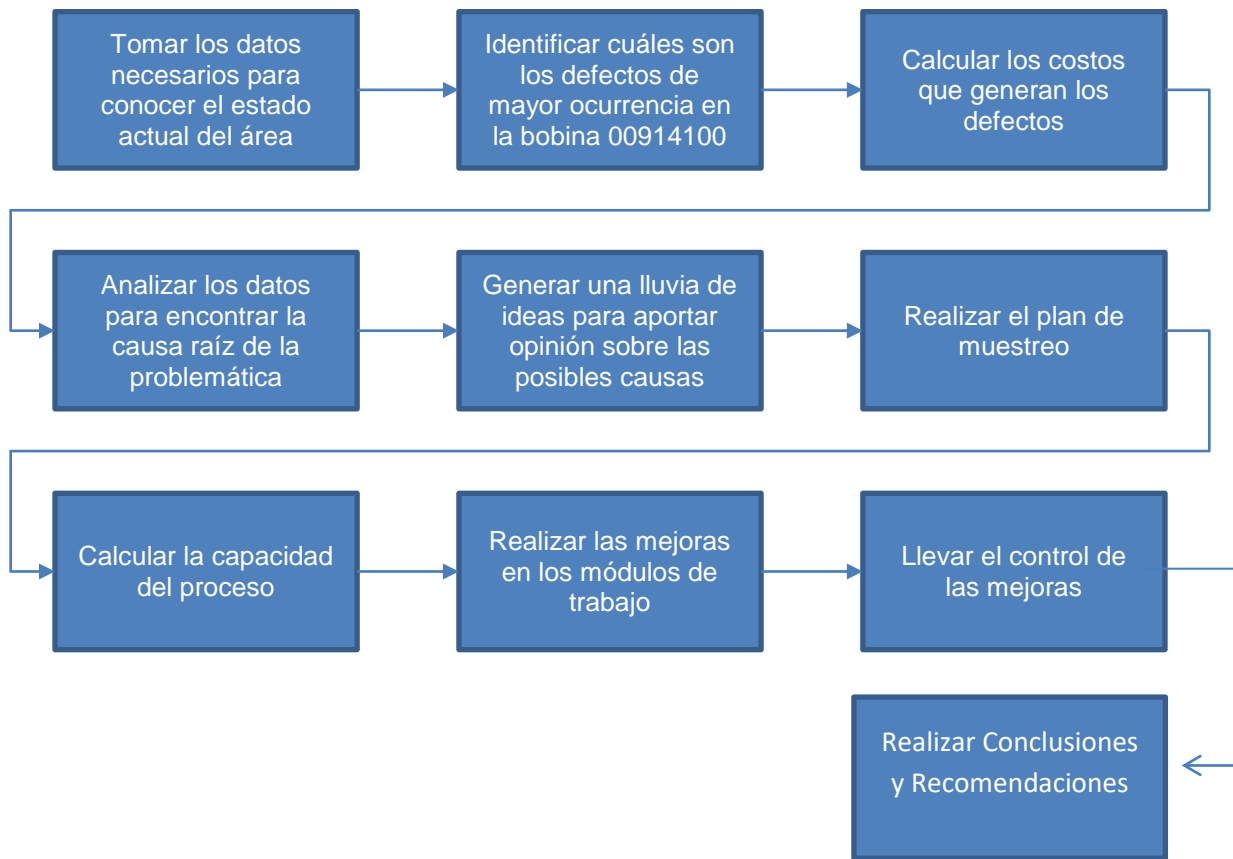 Tomar los datos
necesarios para
conocer el estado
actual del área
Identificar cuáles son
los defectos de
mayor ocurrencia en
la bobina 00914100
Calcular los costos
que generan los
defectos
Analizar los datos
para encontrar la
causa raíz de la
problemática
Generar una lluvia de
ideas para aportar
opinión sobre las
posibles causas
Realizar el plan de
muestreo
Calcular la capacidad
del proceso
Realizar las mejoras
en los módulos de
trabajo
Llevar el control de
las mejoras
Realizar Conclusiones
y Recomendaciones